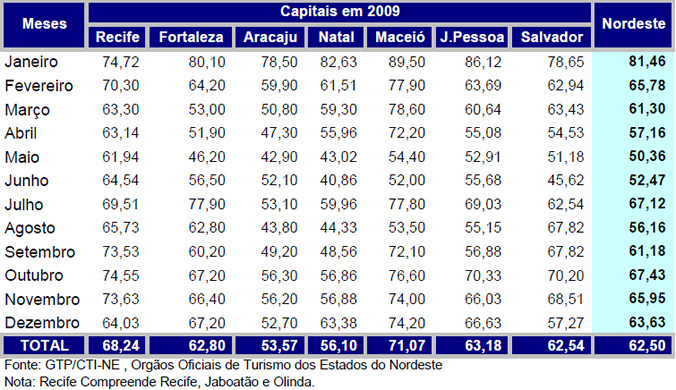 Meses Capitais em 2009 Nordeste
Recife Fortaleza Aracaju Natal Maceió J.Pessoa Salvador
Janeiro 74,72 80,10 78,50 82,63 89,50 86,12 78,65 81,46
Fevereiro 70,30 64,20 59,90 61,51 77,90 63,69 62,94 65,78
Março 63,30 53,00 50,80 59,30 78,60 60,64 63,43 61,30
Abril 63,14 51,90 47,30 55,96 72,20 55,08 54,53 57,16
Maio 61,94 46,20 42,90 43,02 54,40 52,91 51,18 50,36
Junho 64,54 56,50 52,10 40,86 52,00 55,68 45,62 52,47
Julho 69,51 77,90 53,10 59,96 77,80 69,03 62,54 67,12
Agosto 65,73 62,80 43,80 44,33 53,50 55,15 67,82 56,16
Setembro 73,53 60,20 49,20 48,56 72,10 56,88 67,82 61,18
Outubro 74,55 67,20 56,30 56,86 76,60 70,33 70,20 67,43
Novembro 73,63 66,40 56,20 56,88 74,00 66,03 68,51 65,95
Dezembro 64,03 67,20 52,70 63,38 74,20 66,63 57,27 63,63
TOTAL 68,24 62,80 53,57 56,10 71,07 63,18 62,54 62,50
Fonte: GTP/CTI-NE , Orgãos Oficiais de Turismo dos Estados do Nordeste
Nota: Recife Compreende Recife, Jaboatão e Olinda.